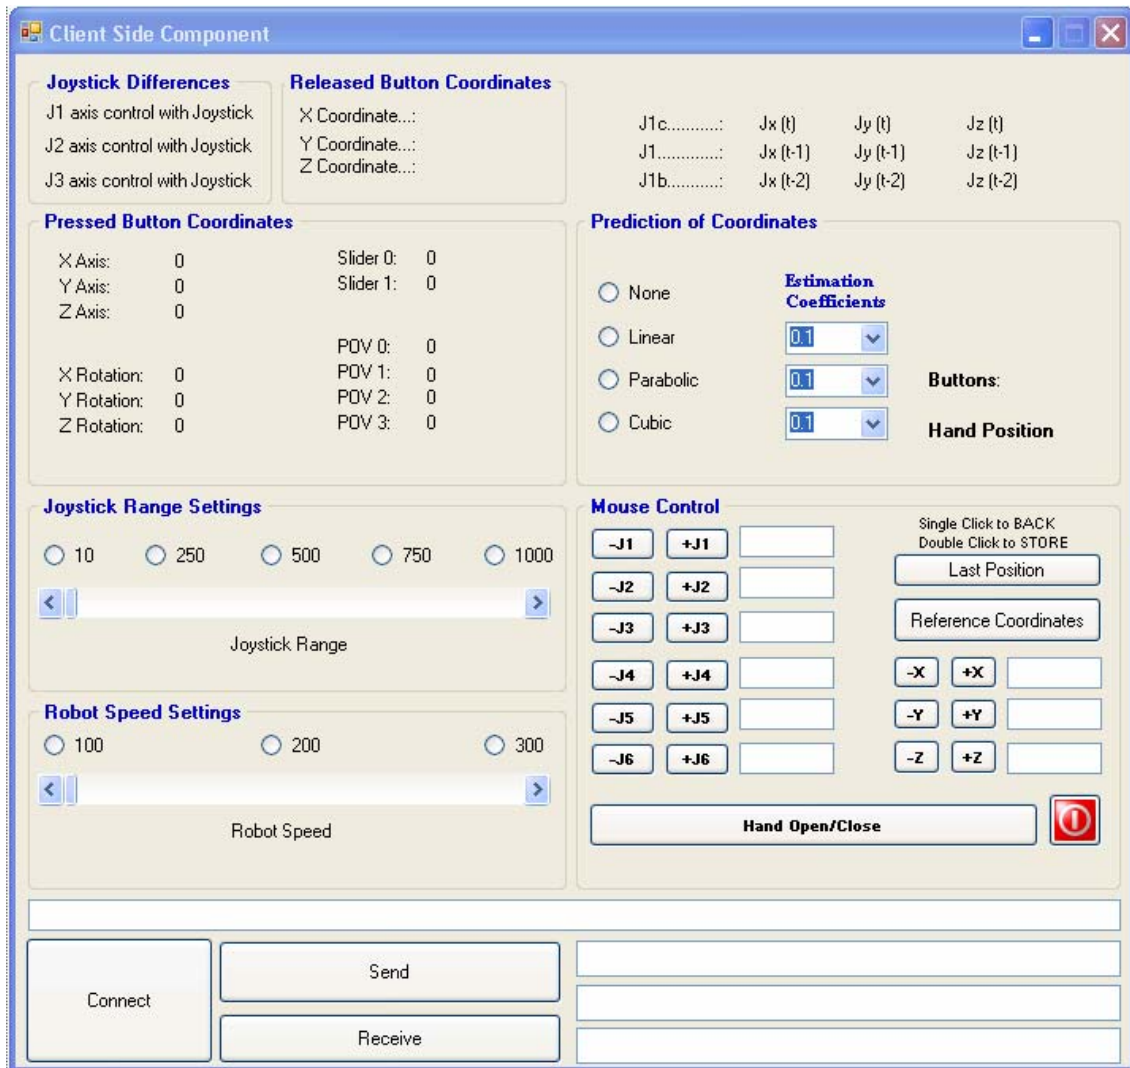 Client Side Component
Joystick Differences
J1 axis control with Joystick
J2 axis control with Joystick
J3 axis control with Joystick
Released Button Coordinates
X Coordinate...:
Y Coordinate...:
Z Coordinate...:
J1c...........: Jx (t) Jy (t) Jz (t)
J1.............: Jx (t-1) Jy (t-1) Jz (t-1)
J1b...........: Jx (t-2) Jy (t-2) Jz (t-2)
Pressed Button Coordinates
X Axis: 0 Slider 0: 0
Y Axis: 0 Slider 1: 0
Z Axis: 0
POV 0: 0
X Rotation: 0 POV 1: 0
Y Rotation: 0 POV 2: 0
Z Rotation: 0 POV 3: 0
Prediction of Coordinates
Estimation
Coefficients
None
Linear 0.1
Parabolic 0.1 Buttons:
Cubic 0.1 Hand Position
Joystick Range Settings
10 250 500 750 1000
Joystick Range
Robot Speed Settings
100 200 300
Robot Speed
Mouse Control
-J1 +J1
-J2 +J2
-J3 +J3
-J4 +J4
-J5 +J5
-J6 +J6
Single Click to BACK
Double Click to STORE
Last Position
Reference Coordinates
-X +X
-Y +Y
-Z +Z
Hand Open/Close
Connect
Send
Receive